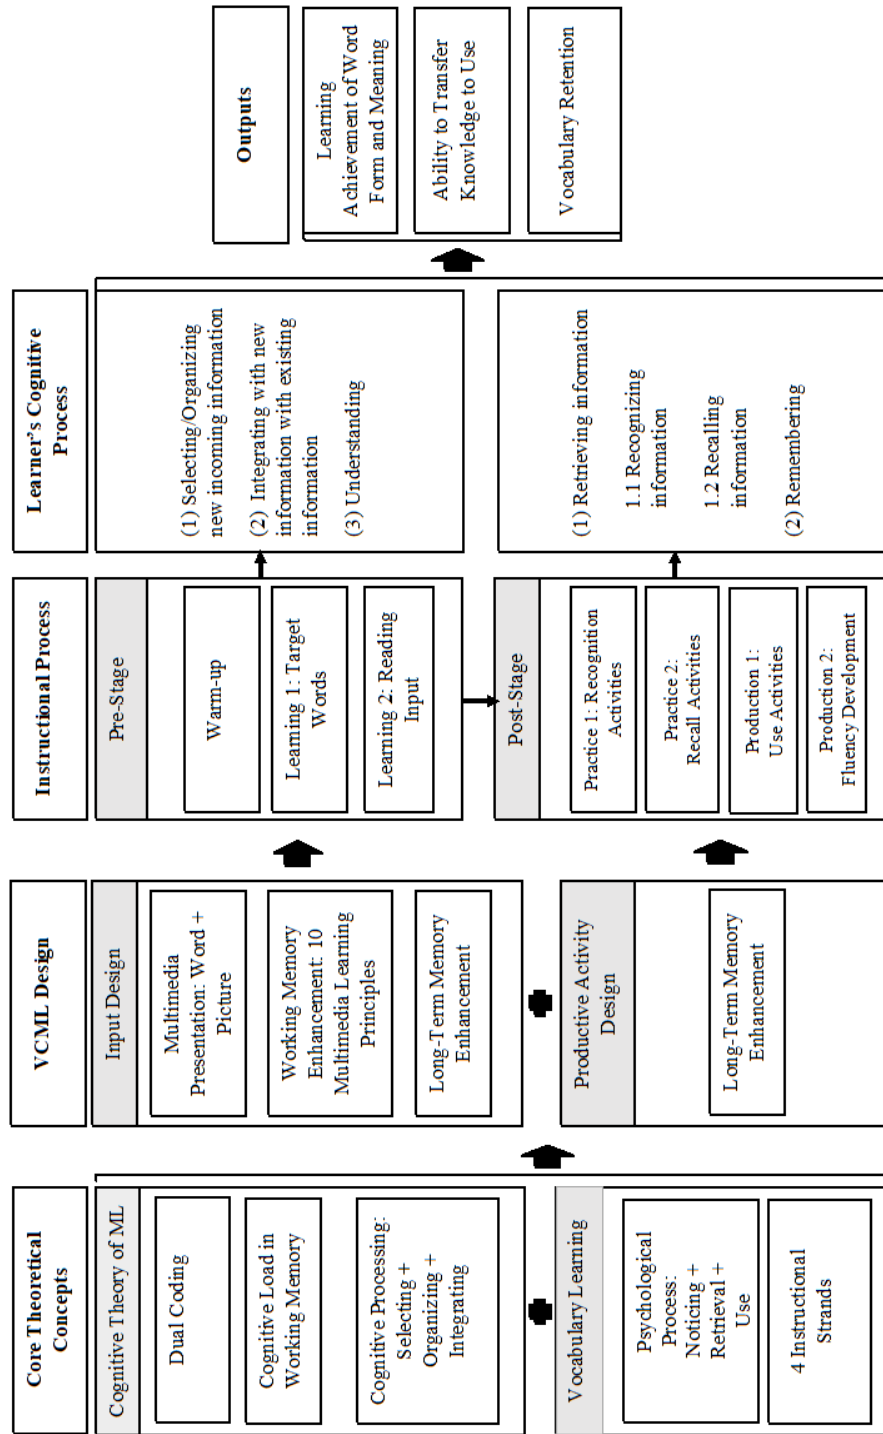 Core Theoretical
Concepts
Cognitive Theory of ML
Dual Coding
Cognitive Load in
Working Memory
Cognitive Processing:
Selecting +
Organizing +
Integrating
Vocabulary Learning
Psychological
Process:
Noticing +
Retrieval +
Use
4 Instructional
Strands
VCML Design
Input Design
Multimedia
Presentation: Word +
Picture
Working Memory
Enhancement: 10
Multimedia Learning
Principles
Long-Term Memory
Enhancement
Productive Activity
Design
Long-Term Memory
Enhancement
Instructional Process
Pre-Stage
Warm-up
Learning 1: Target
Words
Learning 2: Reading
Input
Post-Stage
Practice 1: Recognition
Activities
Practice 2:
Recall Activities
Production 1:
Use Activities
Production 2:
Fluency Development
Learner's Cognitive
Process
(1) Selecting/Organizing
new incoming information
(2) Integrating with new
information with existing
information
(3) Understanding
(1) Retrieving information
1.1 Recognizing
information
1.2 Recalling
information
(2) Remembering
Outputs
Learning
Achievement of Word
Form and Meaning
Ability to Transfer
Knowledge to Use
Vocabulary Retention